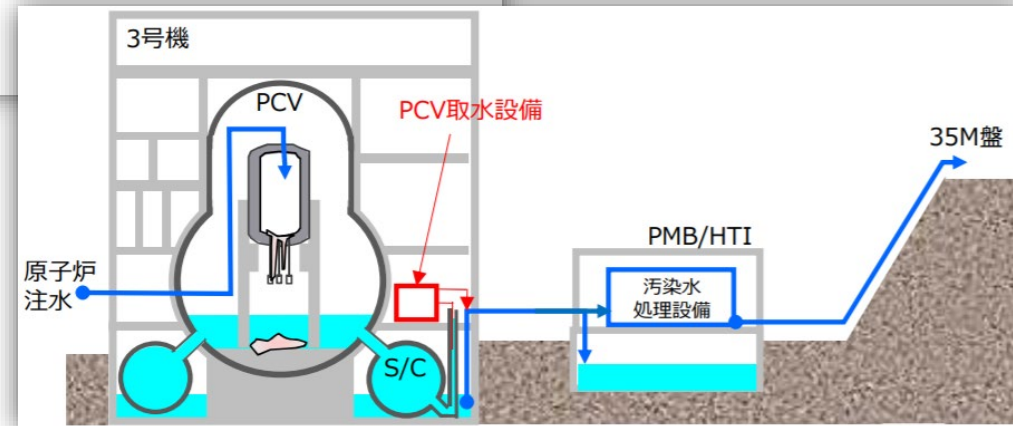 3号機
PCV
PCV取水設備
35M盤
PMB/HTI
原子炉
注水
汚染水
処理設備
S/C